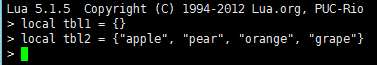 Lua 5.1.5  Copyright (C) 1994-2012 Lua.org, PUC-Rio
> local tbl1 = {}
> local tbl2 = {"apple", "pear", "orange", "grape"}
>